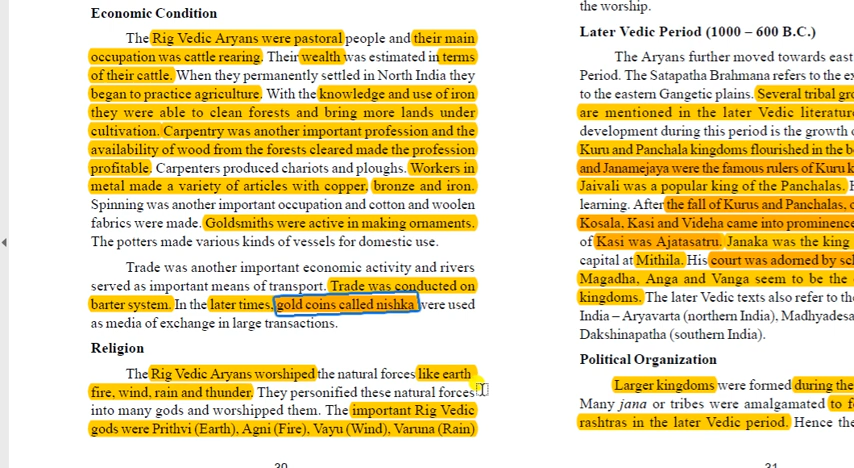 Economic Condition
The Rig Vedic Aryans were pastoral people and their main
occupation was cattle rearing. Their wealth was estimated in terms
of their cattle. When they permanently settled in North India they
began to practice agriculture. With the knowledge and use of iron
they were able to clean forests and bring more lands under
cultivation. Carpentry was another important profession and the
availability of wood from the forests cleared made the profession
profitable. Carpenters produced chariots and ploughs. Workers in
metal made a variety of articles with copper, bronze and iron.
Spinning was another important occupation and cotton and woolen
fabrics were made. Goldsmiths were active in making ornaments.
The potters made various kinds of vessels for domestic use.
Trade was another important economic activity and rivers
served as important means of transport. Trade was conducted on
barter system. In the later times, gold coins called nishka were used
as media of exchange in large transactions.
Religion
The Rig Vedic Aryans worshiped the natural forces like earth
fire, wind, rain and thunder. They personified these natural forces
into many gods and worshipped them. The important Rig Vedic
gods were Prithvi (Earth), Agni (Fire), Vayu (Wind), Varuna (Rain)
30
the worship.
Later Vedic Period (1000 – 600 B.C.)
The Aryans further moved towards east
Period. The Satapatha Brahmana refers to the
to the eastern Gangetic plains. Several tribal
are mentioned in the later Vedic
development during this period is the growth
Kuru and Panchala kingdoms flourished in the
and Janamejaya were the famous rulers of Kuru
Jaivali was a popular king of the Panchalas.
learning. After the fall of Kurus and Panchalas,
Kosala, Kasi and Videha came into prominence
of Kasi was Ajatasatru. Janaka was the king
capital at Mithila. His court was adorned by
Magadha, Anga and Vanga seem to be the
kingdoms. The later Vedic texts also refer to the
India – Aryavarta (northern India),
Dakshinapatha (southern India).
Political Organization
Larger kingdoms were formed during the
Many jana or tribes were amalgamated to
rashtras in the later Vedic period. Hence the
31